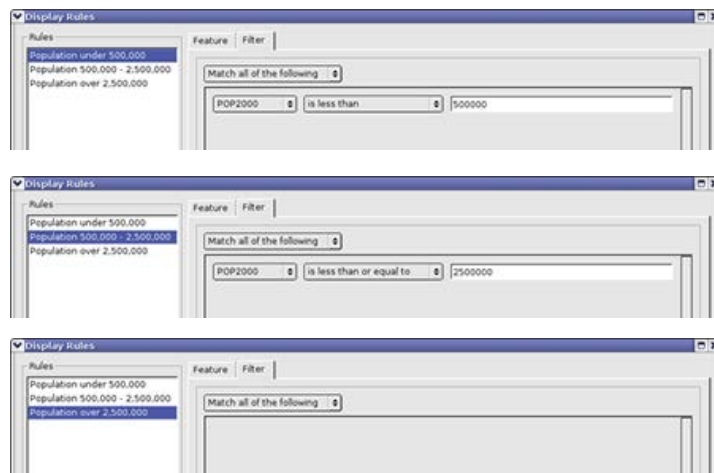 Display Rules
Rules
Feature Filter
Population under 500,000
Population 500,000 - 2,500,000
Population over 2,500,000
Match all of the following
POP2000 is less than 500000
Display Rules
Rules
Feature Filter
Population under 500,000
Population 500,000 - 2,500,000
Population over 2,500,000
Match all of the following
POP2000 is less than or equal to 2500000
Display Rules
Rules
Feature Filter
Population under 500,000
Population 500,000 - 2,500,000
Population over 2,500,000
Match all of the following